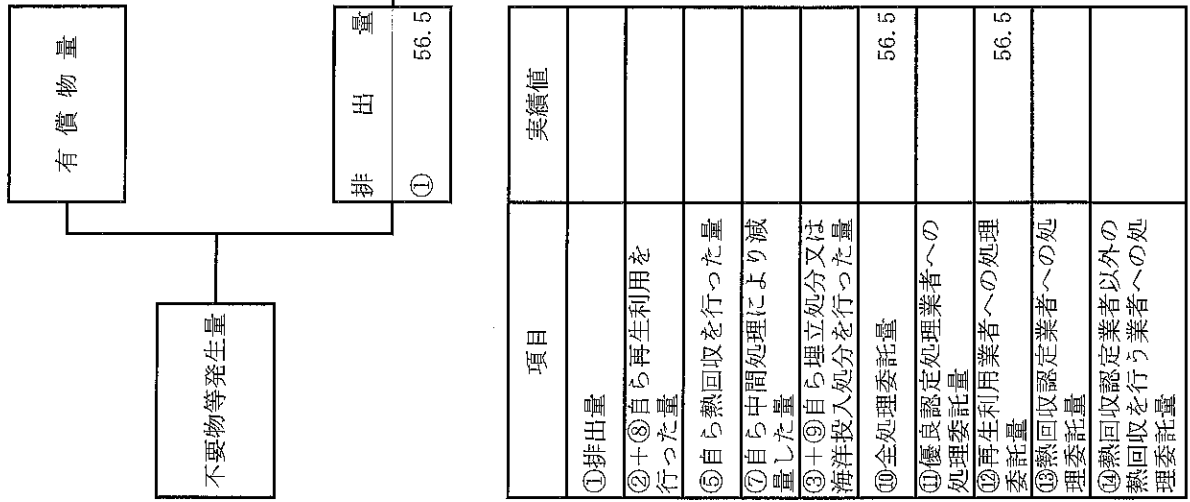 有償物量
不要物等発生量
排出量
① 56.5
項目 実績値
①排出量
②+⑧自ら再生利用を
行った量
⑤自ら熱回収を行った量
⑦自ら中間処理により減
量した量
③+⑨自ら埋立処分又は
海洋投入処分を行った量
⑩全処理委託量 56.5
⑪優良認定処理業者への
処理委託量
⑫再生利用業者への処理
委託量 56.5
⑬熱回収認定業者への処
理委託量
⑭熱回収認定業者以外の
熱回収を行う業者への処
理委託量